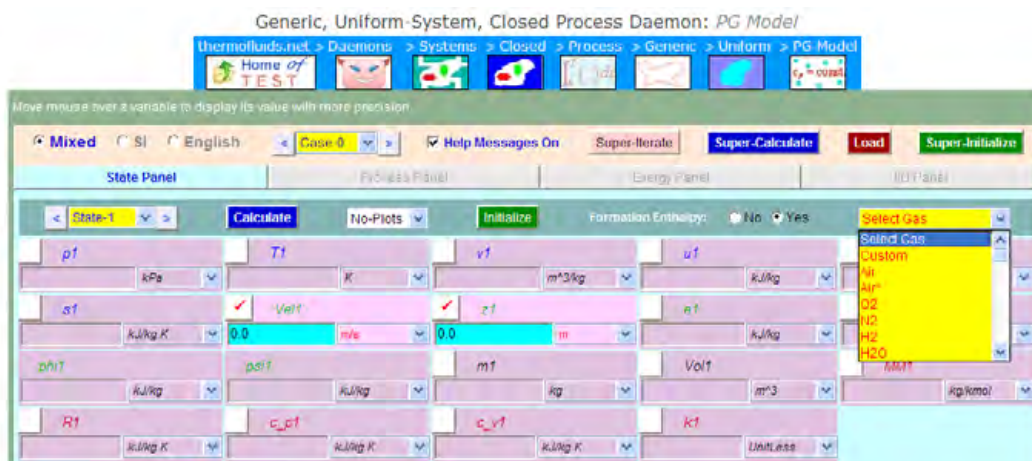 Generic, Uniform-System, Closed Process Daemon: PG Model
thermofluids.net > Daemons > Systems > Closed > Process > Generic > Uniform > PG Model
Home of TEST
c_p = const.
Move mouse over a variable to display its value with more precision.
Mixed SI English < Case-0 > Help Messages On Super-Iterate Super-Calculate Load Super-Initialize
State Panel Process Panel Exergy Panel I/O Panel
< State-1 > Calculate No-Plots Initialize Formation Enthalpy: No Yes Select Gas
Select Gas
Custom
Air
Air*
O2
N2
H2
H2O
p1 T1 v1 u1
kPa K m^3/kg kJ/kg
s1 Vel1 z1 e1
kJ/kg.K 0.0 m/s 0.0 m kJ/kg
phi1 psi1 m1 Vol1 MM1
kJ/kg kJ/kg kg m^3 kg/kmol
R1 c_p1 c_v1 k1
kJ/kg.K kJ/kg.K kJ/kg.K UnitLess